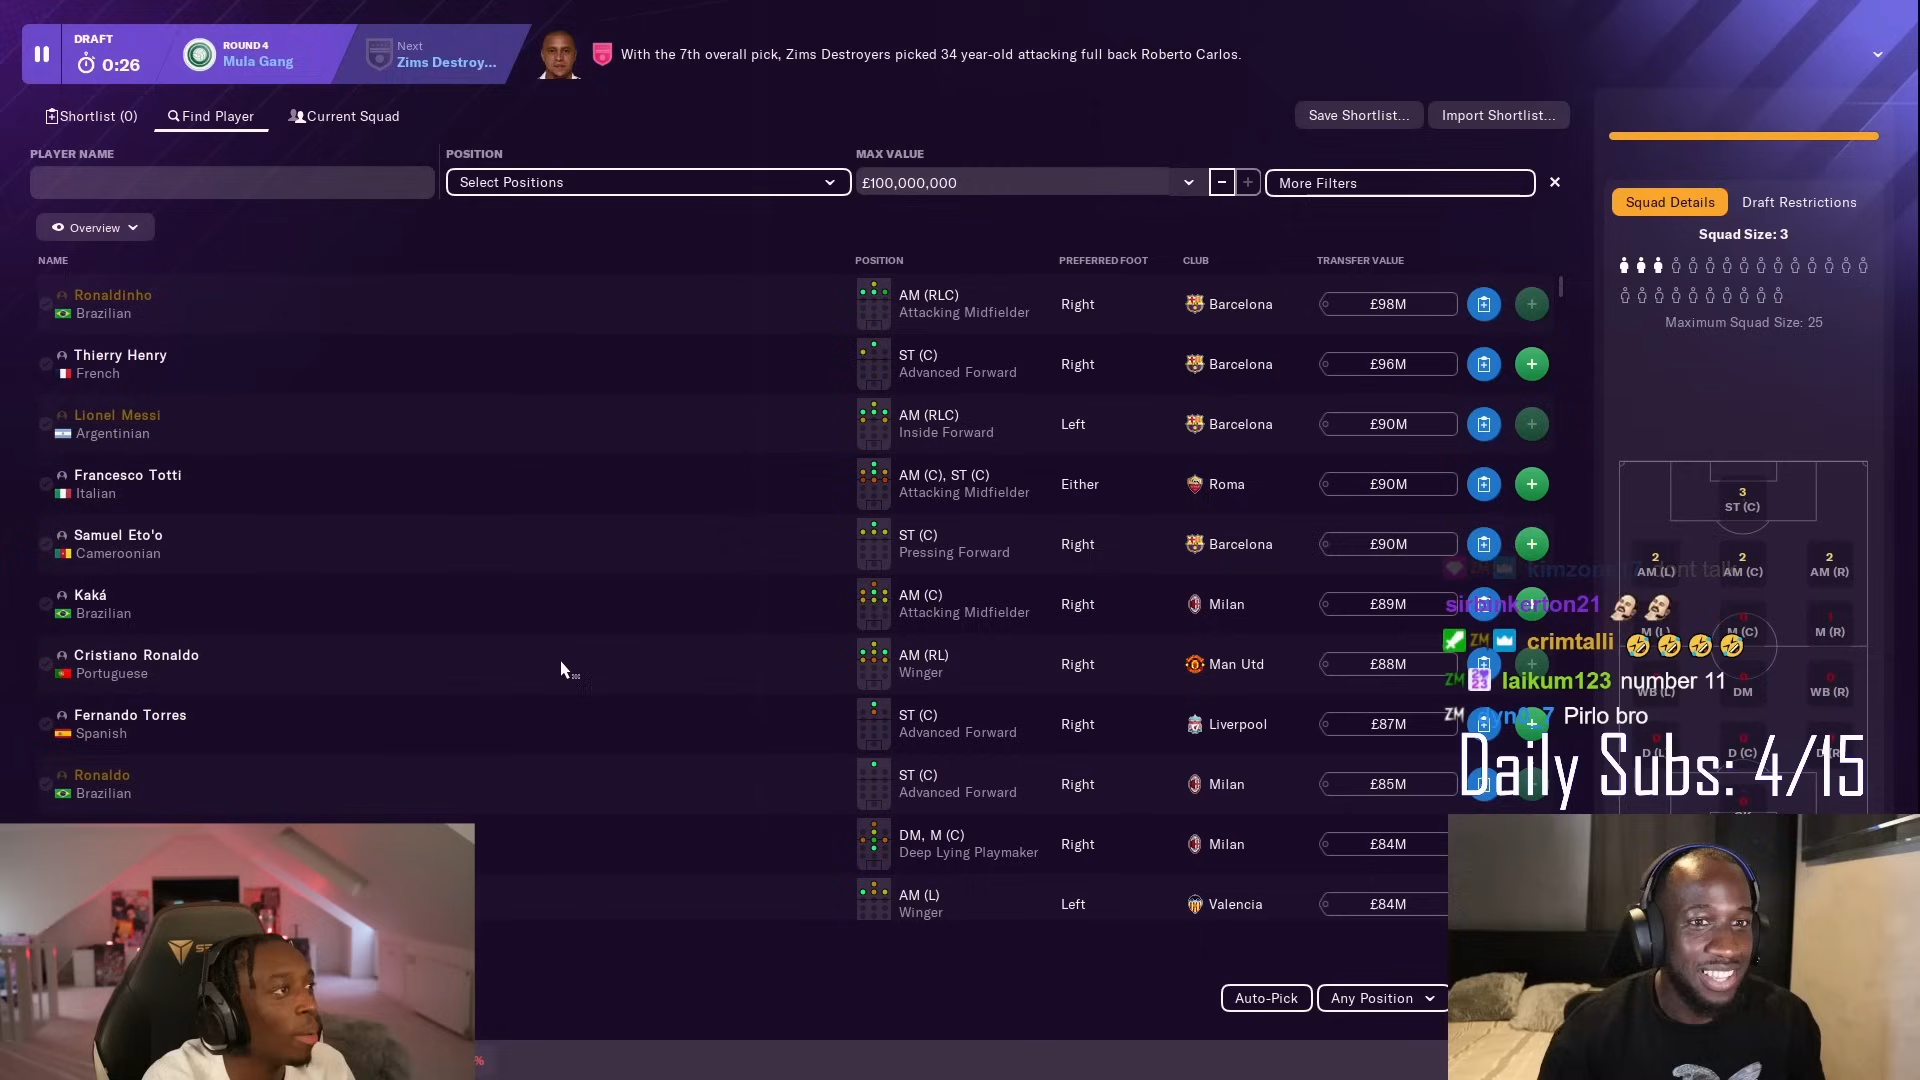 DRAFT
0:26
ROUND 4
Mula Gang
Next
Zims Destroy...
With the 7th overall pick, Zims Destroyers picked 34 year-old attacking full back Roberto Carlos.
Shortlist (0)
Find Player
Current Squad
Save Shortlist...
Import Shortlist...
PLAYER NAME
POSITION
Select Positions
MAX VALUE
£100,000,000
More Filters
Overview
NAME POSITION PREFERRED FOOT CLUB TRANSFER VALUE
Ronaldinho
Brazilian
AM (RLC)
Attacking Midfielder
Right
Barcelona
£98M
Thierry Henry
French
ST (C)
Advanced Forward
Right
Barcelona
£96M
Lionel Messi
Argentinian
AM (RLC)
Inside Forward
Left
Barcelona
£90M
Francesco Totti
Italian
AM (C), ST (C)
Attacking Midfielder
Either
Roma
£90M
Samuel Eto'o
Cameroonian
ST (C)
Pressing Forward
Right
Barcelona
£90M
Kaká
Brazilian
AM (C)
Attacking Midfielder
Right
Milan
£89M
Cristiano Ronaldo
Portuguese
AM (RL)
Winger
Right
Man Utd
£88M
Fernando Torres
Spanish
ST (C)
Advanced Forward
Right
Liverpool
£87M
Ronaldo
Brazilian
ST (C)
Advanced Forward
Right
Milan
£85M
DM, M (C)
Deep Lying Playmaker
Right
Milan
£84M
AM (L)
Winger
Left
Valencia
£84M
Auto-Pick
Any Position
%
Squad Details
Draft Restrictions
Squad Size: 3
Maximum Squad Size: 25
3
ST (C)
2
AM (L)
2
AM (C)
2
AM (R)
M (L)
M (C)
M (R)
WB (L)
DM
WB (R)
D (C)
crimtalli
laikum123 number 11
Pirlo bro
Daily Subs: 4/15